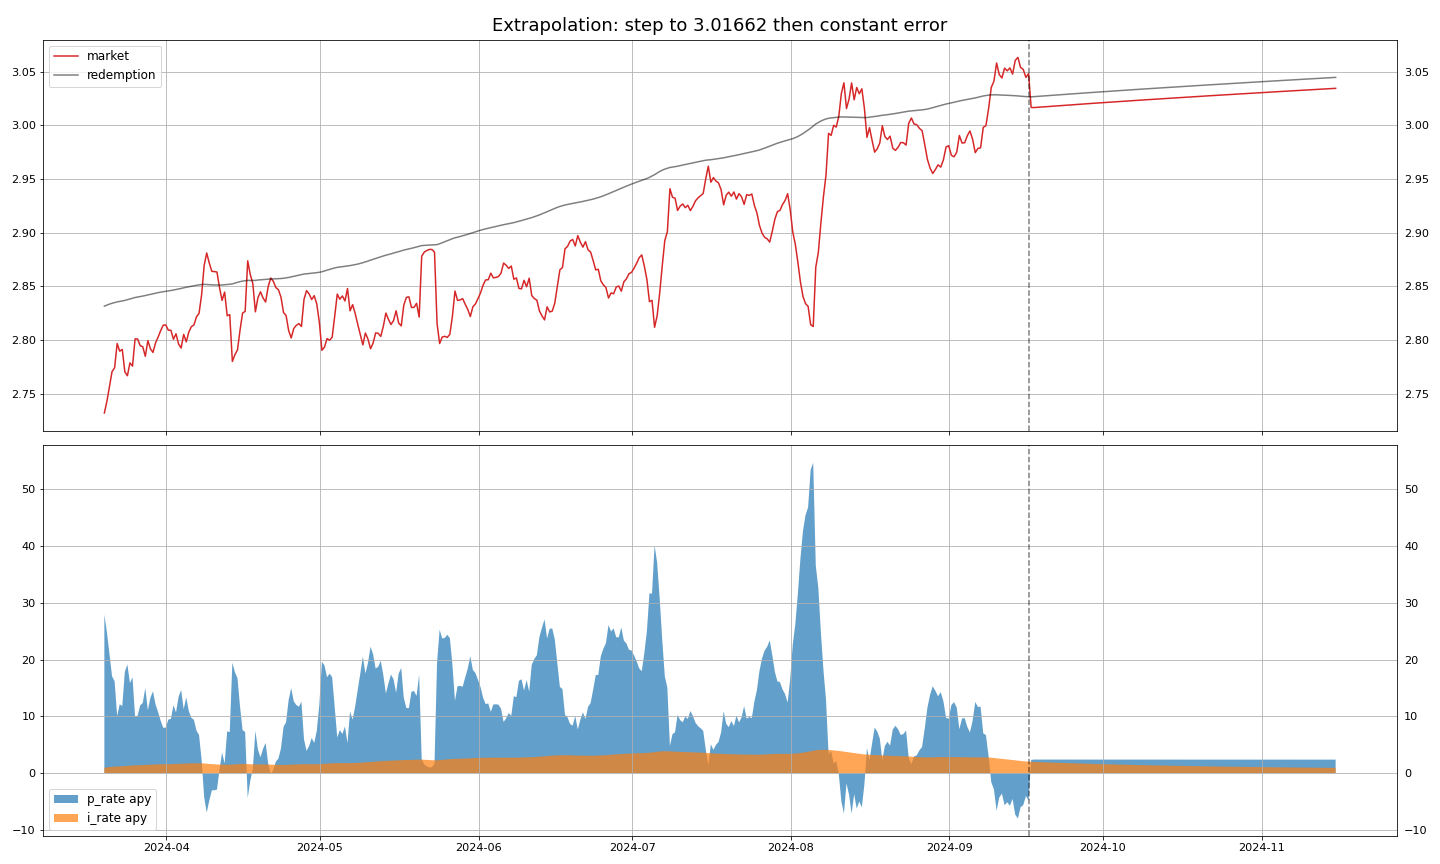 Extrapolation: step to 3.01662 then constant error
market
redemption
3.05 3.05
3.00 3.00
2.95 2.95
2.90 2.90
2.85 2.85
2.80 2.80
2.75 2.75
50 50
40 40
30 30
20 20
10 10
0 0
−10 −10
p_rate apy
i_rate apy
2024-04 2024-05 2024-06 2024-07 2024-08 2024-09 2024-10 2024-11